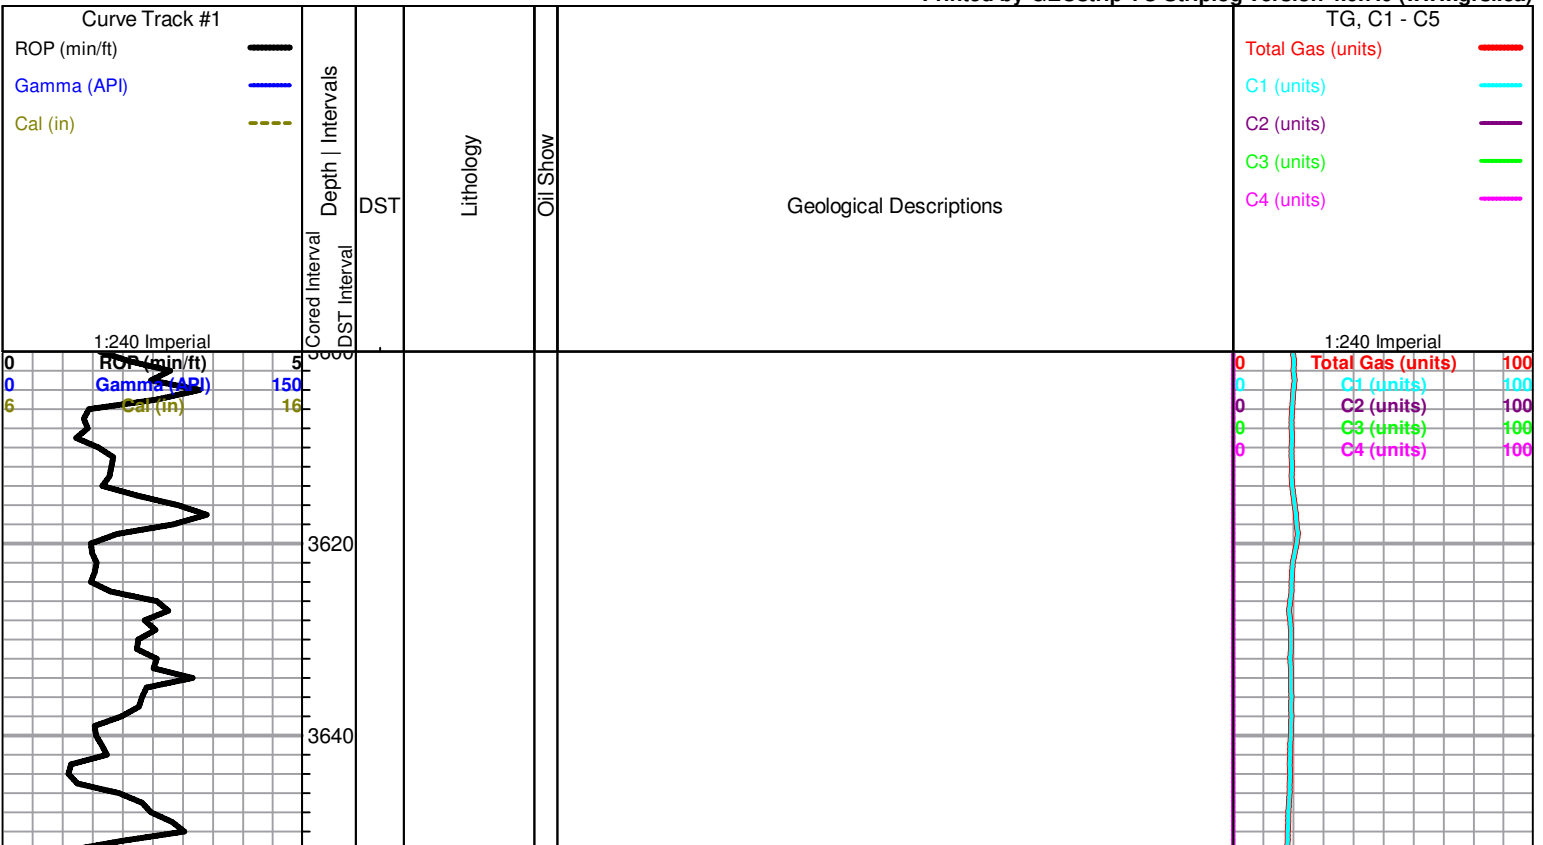 Curve Track #1
ROP (min/ft)
Gamma (API)
Cal (in)
1:240 Imperial
0 ROP (min/ft) 5
0 Gamma (API) 150
6 Cal (in) 16
Cored Interval
Depth | Intervals
DST Interval
DST
Lithology
Oil Show
Geological Descriptions
TG, C1 - C5
Total Gas (units)
C1 (units)
C2 (units)
C3 (units)
C4 (units)
1:240 Imperial
0 Total Gas (units) 100
0 C1 (units) 100
0 C2 (units) 100
0 C3 (units) 100
0 C4 (units) 100
3620
3640